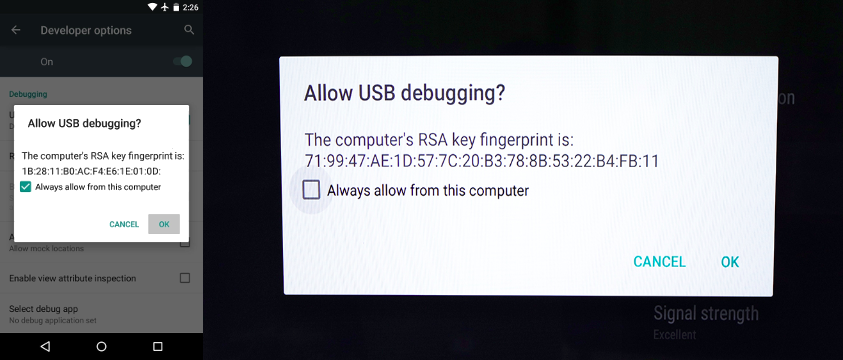 2:26
Developer options
On
Debugging
Allow USB debugging?
The computer's RSA key fingerprint is:
1B:28:11:B0:AC:F4:E6:1E:01:0D:
Always allow from this computer
CANCEL OK
Allow mock locations
Enable view attribute inspection
Select debug app
No debug application set
Allow USB debugging?
The computer's RSA key fingerprint is:
71:99:47:AE:1D:57:7C:20:B3:78:8B:53:22:B4:FB:11
Always allow from this computer
CANCEL OK
Signal strength
Excellent